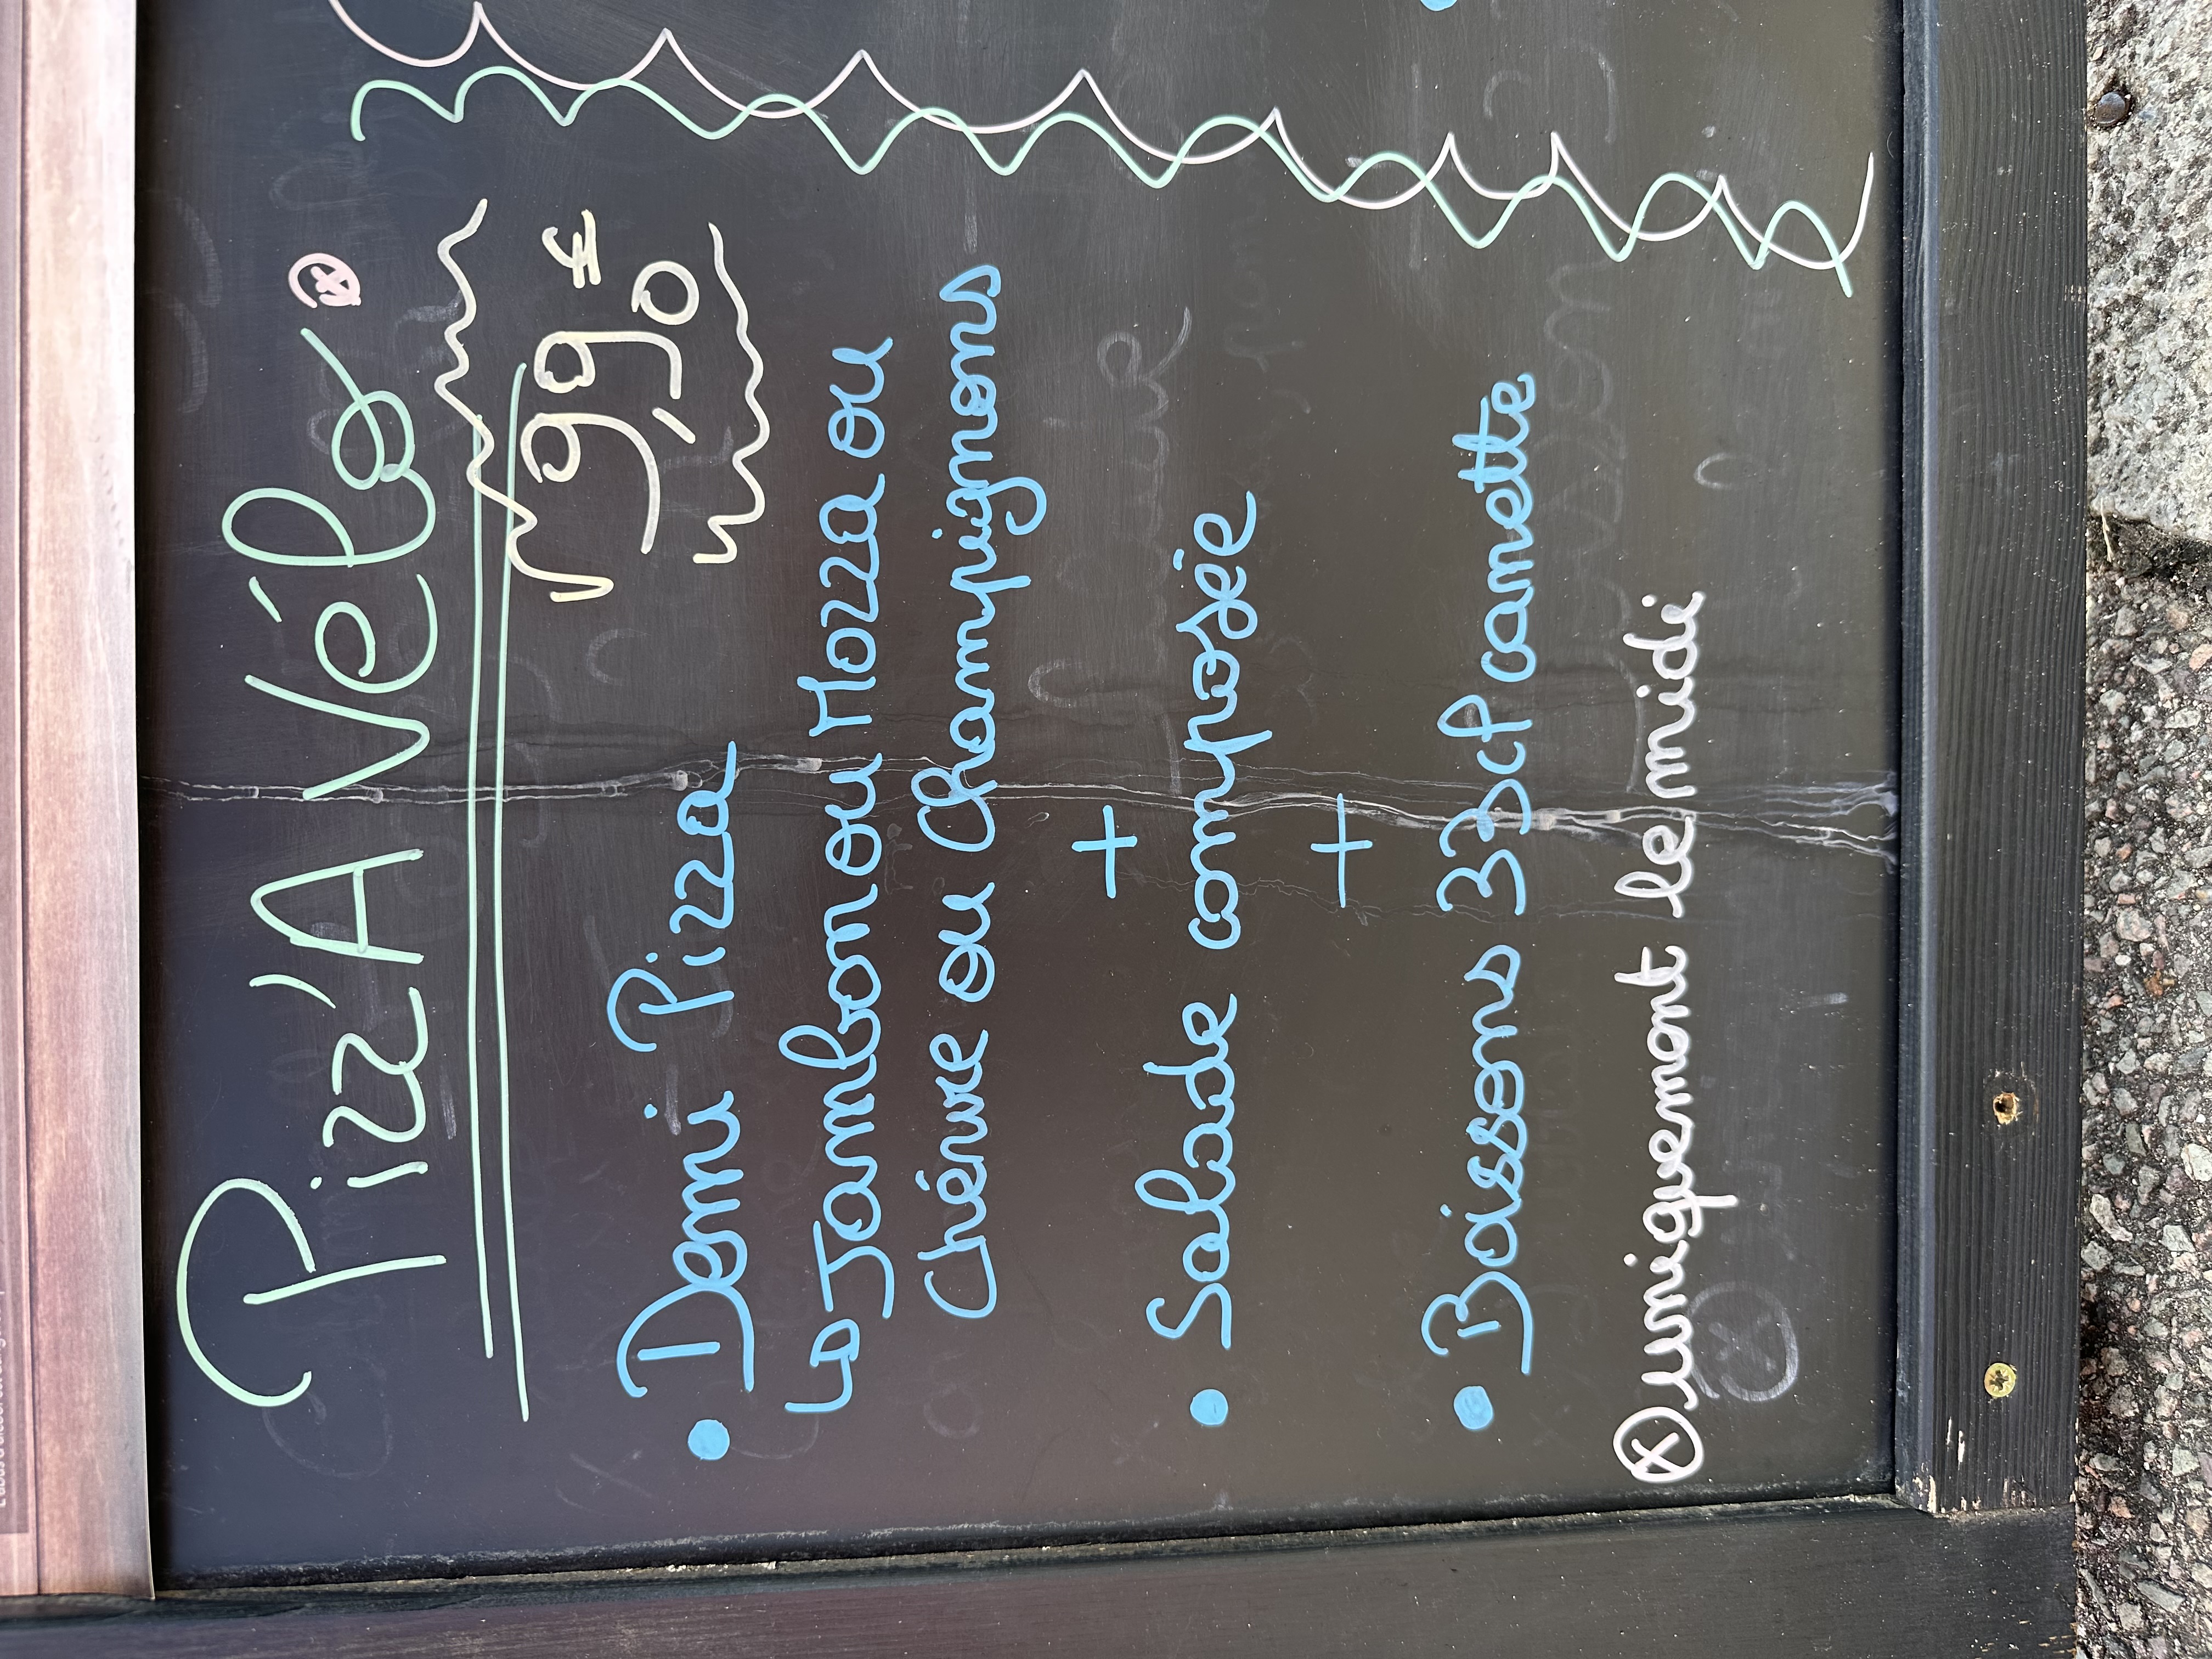 Pizz'A Vélo ⓧ
9,90 €
• Demi Pizza
↳ Jambon ou Mozza ou
Chévre ou Champignons
+
• Salade composée
+
• Boissons 33cl canette
ⓧ uniquement le midi